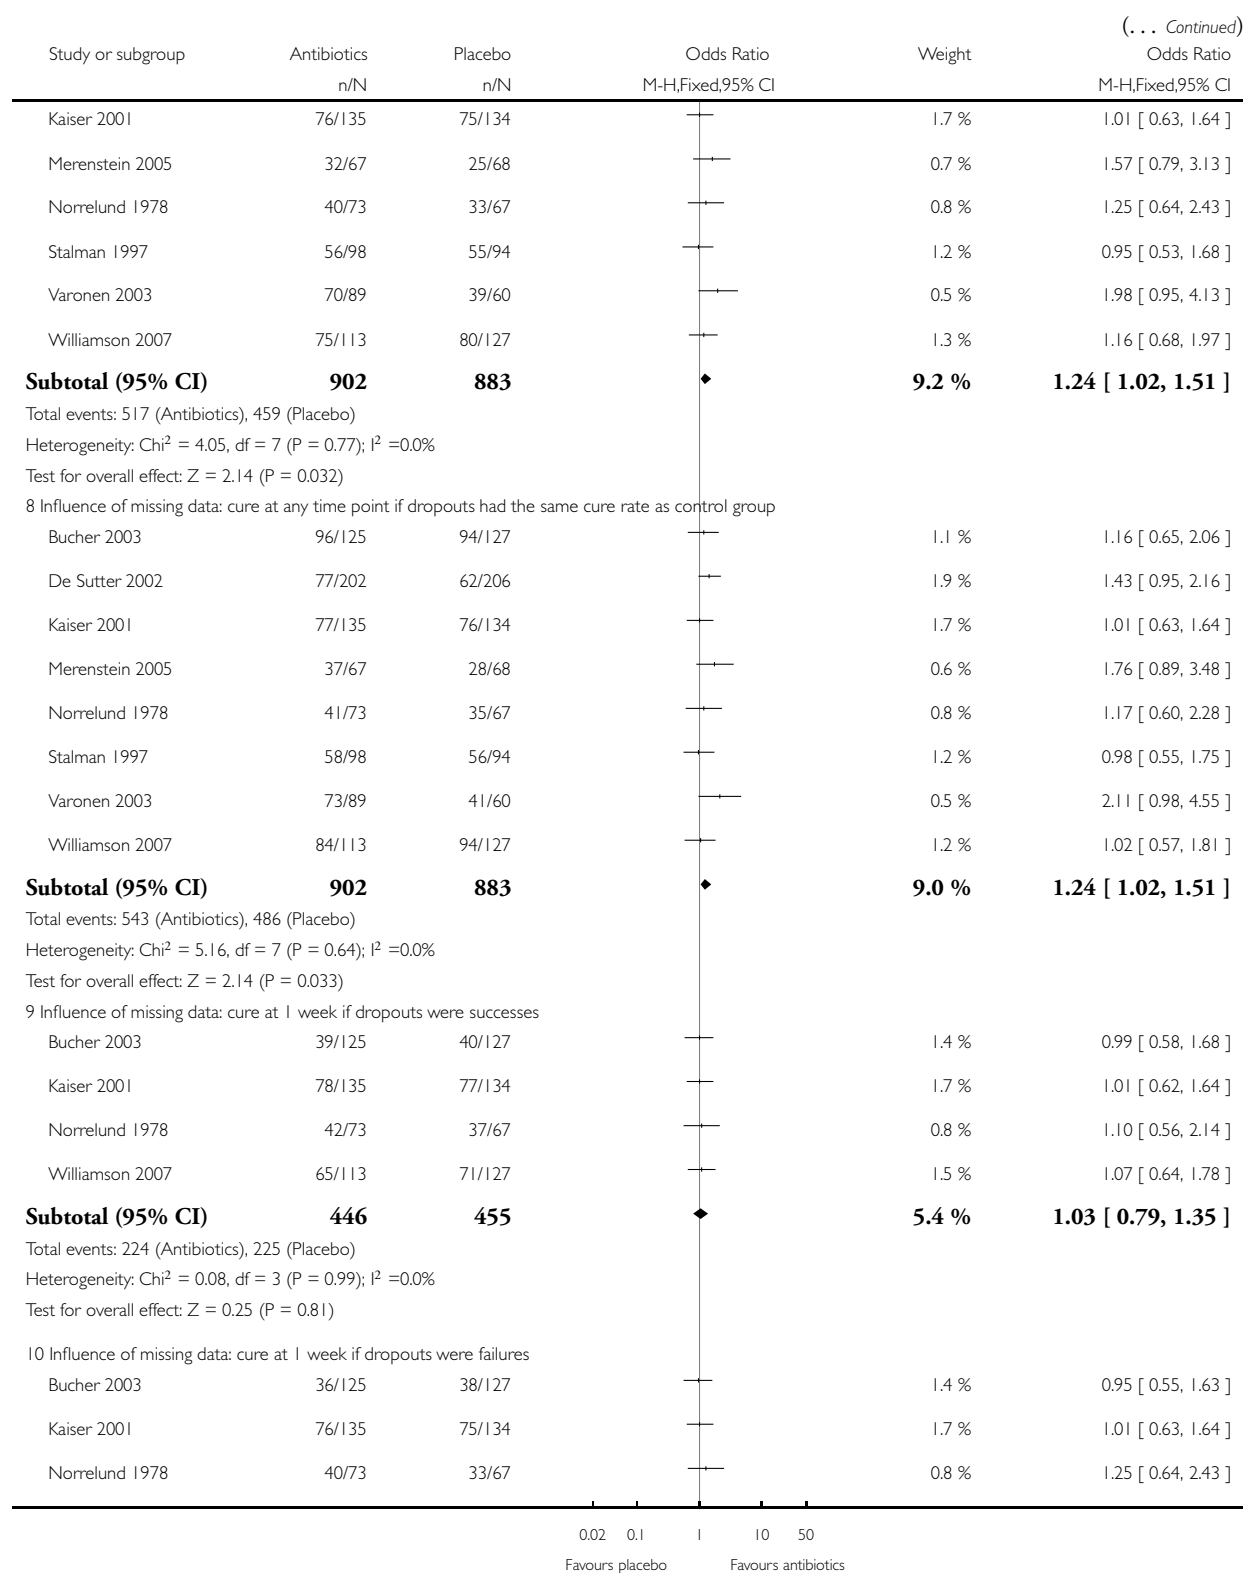 (... Continued)
Study or subgroup Antibiotics Placebo Odds Ratio Weight Odds Ratio
n/N n/N M-H,Fixed,95% CI M-H,Fixed,95% CI
Kaiser 2001 76/135 75/134 1.7 % 1.01 [ 0.63, 1.64 ]
Merenstein 2005 32/67 25/68 0.7 % 1.57 [ 0.79, 3.13 ]
Norrelund 1978 40/73 33/67 0.8 % 1.25 [ 0.64, 2.43 ]
Stalman 1997 56/98 55/94 1.2 % 0.95 [ 0.53, 1.68 ]
Varonen 2003 70/89 39/60 0.5 % 1.98 [ 0.95, 4.13 ]
Williamson 2007 75/113 80/127 1.3 % 1.16 [ 0.68, 1.97 ]
Subtotal (95% CI) 902 883 9.2 % 1.24 [ 1.02, 1.51 ]
Total events: 517 (Antibiotics), 459 (Placebo)
Heterogeneity: Chi² = 4.05, df = 7 (P = 0.77); I² =0.0%
Test for overall effect: Z = 2.14 (P = 0.032)
8 Influence of missing data: cure at any time point if dropouts had the same cure rate as control group
Bucher 2003 96/125 94/127 1.1 % 1.16 [ 0.65, 2.06 ]
De Sutter 2002 77/202 62/206 1.9 % 1.43 [ 0.95, 2.16 ]
Kaiser 2001 77/135 76/134 1.7 % 1.01 [ 0.63, 1.64 ]
Merenstein 2005 37/67 28/68 0.6 % 1.76 [ 0.89, 3.48 ]
Norrelund 1978 41/73 35/67 0.8 % 1.17 [ 0.60, 2.28 ]
Stalman 1997 58/98 56/94 1.2 % 0.98 [ 0.55, 1.75 ]
Varonen 2003 73/89 41/60 0.5 % 2.11 [ 0.98, 4.55 ]
Williamson 2007 84/113 94/127 1.2 % 1.02 [ 0.57, 1.81 ]
Subtotal (95% CI) 902 883 9.0 % 1.24 [ 1.02, 1.51 ]
Total events: 543 (Antibiotics), 486 (Placebo)
Heterogeneity: Chi² = 5.16, df = 7 (P = 0.64); I² =0.0%
Test for overall effect: Z = 2.14 (P = 0.033)
9 Influence of missing data: cure at 1 week if dropouts were successes
Bucher 2003 39/125 40/127 1.4 % 0.99 [ 0.58, 1.68 ]
Kaiser 2001 78/135 77/134 1.7 % 1.01 [ 0.62, 1.64 ]
Norrelund 1978 42/73 37/67 0.8 % 1.10 [ 0.56, 2.14 ]
Williamson 2007 65/113 71/127 1.5 % 1.07 [ 0.64, 1.78 ]
Subtotal (95% CI) 446 455 5.4 % 1.03 [ 0.79, 1.35 ]
Total events: 224 (Antibiotics), 225 (Placebo)
Heterogeneity: Chi² = 0.08, df = 3 (P = 0.99); I² =0.0%
Test for overall effect: Z = 0.25 (P = 0.81)
10 Influence of missing data: cure at 1 week if dropouts were failures
Bucher 2003 36/125 38/127 1.4 % 0.95 [ 0.55, 1.63 ]
Kaiser 2001 76/135 75/134 1.7 % 1.01 [ 0.63, 1.64 ]
Norrelund 1978 40/73 33/67 0.8 % 1.25 [ 0.64, 2.43 ]
0.02 0.1 1 10 50
Favours placebo Favours antibiotics